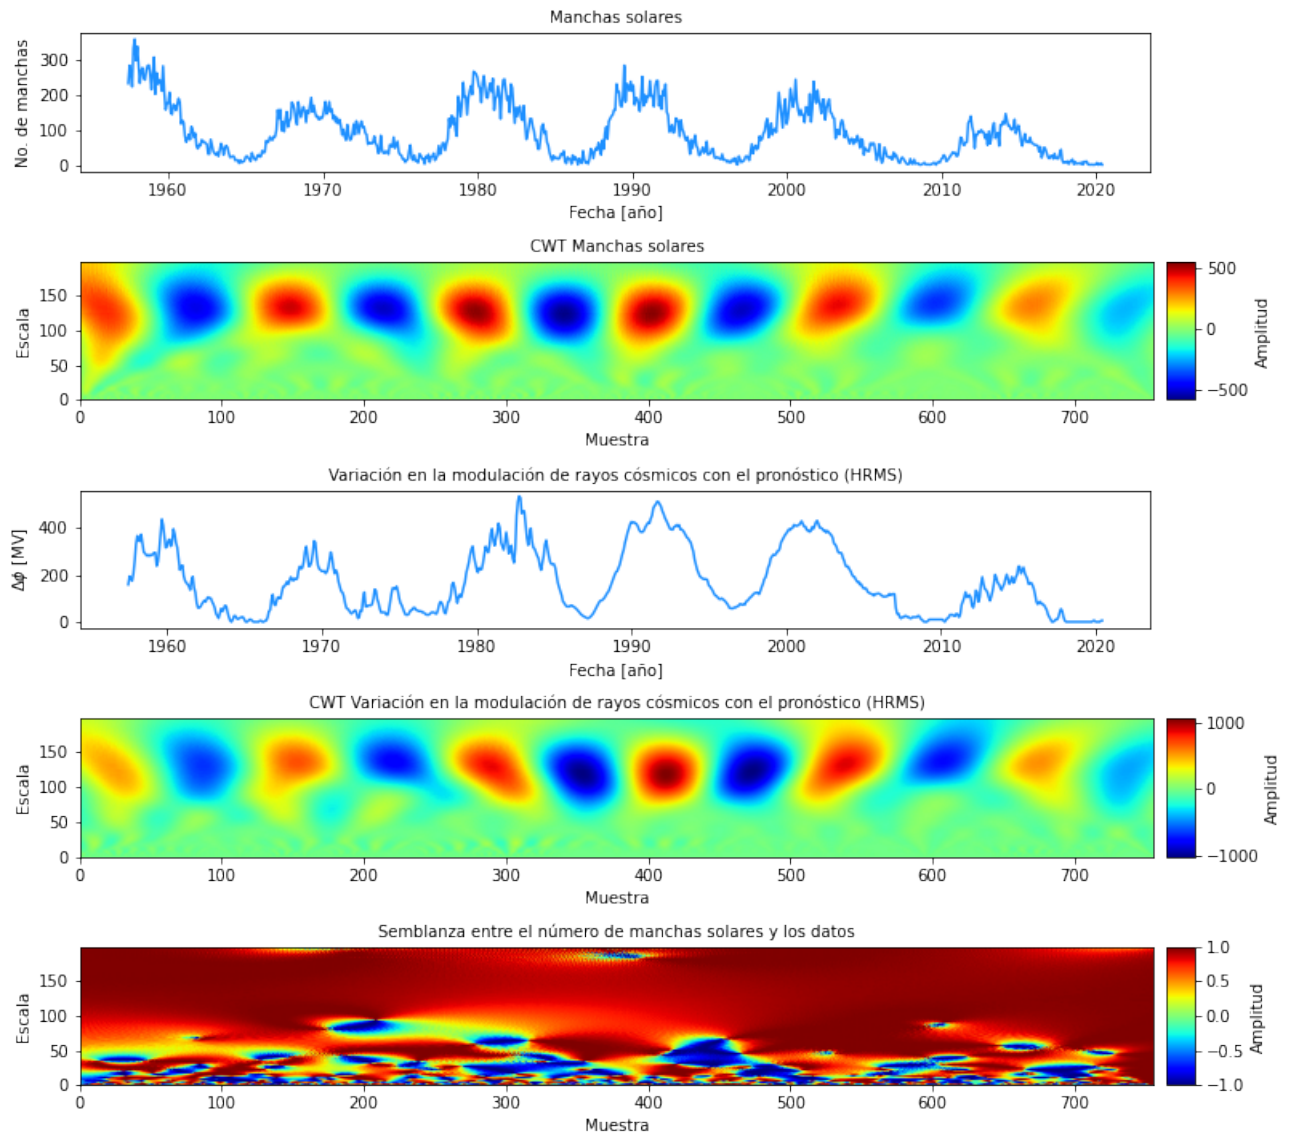 Manchas solares
No. de manchas
300
200
100
0
1960 1970 1980 1990 2000 2010 2020
Fecha [año]
CWT Manchas solares
Escala
150
100
50
0
0 100 200 300 400 500 600 700
Muestra
500
0
−500
Amplitud
Variación en la modulación de rayos cósmicos con el pronóstico (HRMS)
Δϕ [MV]
400
200
0
1960 1970 1980 1990 2000 2010 2020
Fecha [año]
CWT Variación en la modulación de rayos cósmicos con el pronóstico (HRMS)
Escala
150
100
50
0
0 100 200 300 400 500 600 700
Muestra
1000
0
−1000
Amplitud
Semblanza entre el número de manchas solares y los datos
Escala
150
100
50
0
0 100 200 300 400 500 600 700
Muestra
1.0
0.5
0.0
−0.5
−1.0
Amplitud